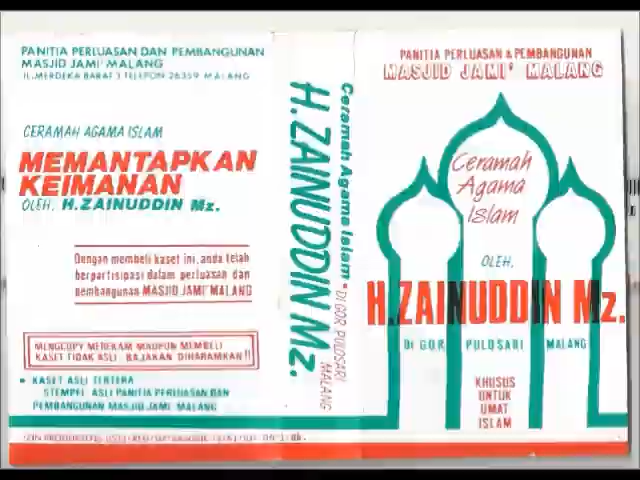 PANITIA PERLUASAN DAN PEMBANGUNAN
MASJID JAMI' MALANG
JL.MERDEKA BARAT 3 TELEPON 26359 MALANG
CERAMAH AGAMA ISLAM
MEMANTAPKAN
KEIMANAN
OLEH: H.ZAINUDDIN Mz.
Dengan membeli kaset ini, anda telah
berpartisipasi dalam perluasan dan
pembangunan MASJID JAMI' MALANG
MENGCOPY MEREKAM MAUPUN MEMBELI
KASET TIDAK ASLI/BAJAKAN DIHARAMKAN!!
KASET ASLI TERTERA
STEMPEL ASLI PANITIA PERLUASAN DAN
PEMBANGUNAN MASJID JAMI MALANG
Ceramah Agama Islam
DI GOR PULOSARI
MALANG
H.ZAINUDDIN Mz.
PANITIA PERLUASAN & PEMBANGUNAN
MASJID JAMI' MALANG
Ceramah
Agama
Islam
OLEH.
H.ZAINUDDIN Mz.
DI GOR PULOSARI MALANG
KHUSUS
UNTUK
UMAT
ISLAM